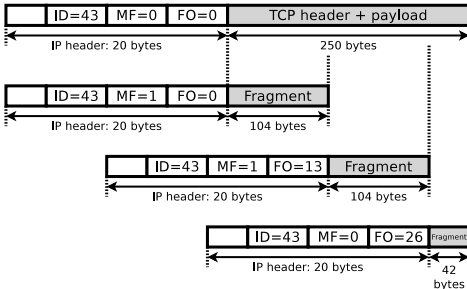 ID=43 MF=0 FO=0 TCP header + payload
IP header: 20 bytes 250 bytes
ID=43 MF=1 FO=0 Fragment
IP header: 20 bytes 104 bytes
ID=43 MF=1 FO=13 Fragment
IP header: 20 bytes 104 bytes
ID=43 MF=0 FO=26 Fragment
IP header: 20 bytes 42
bytes